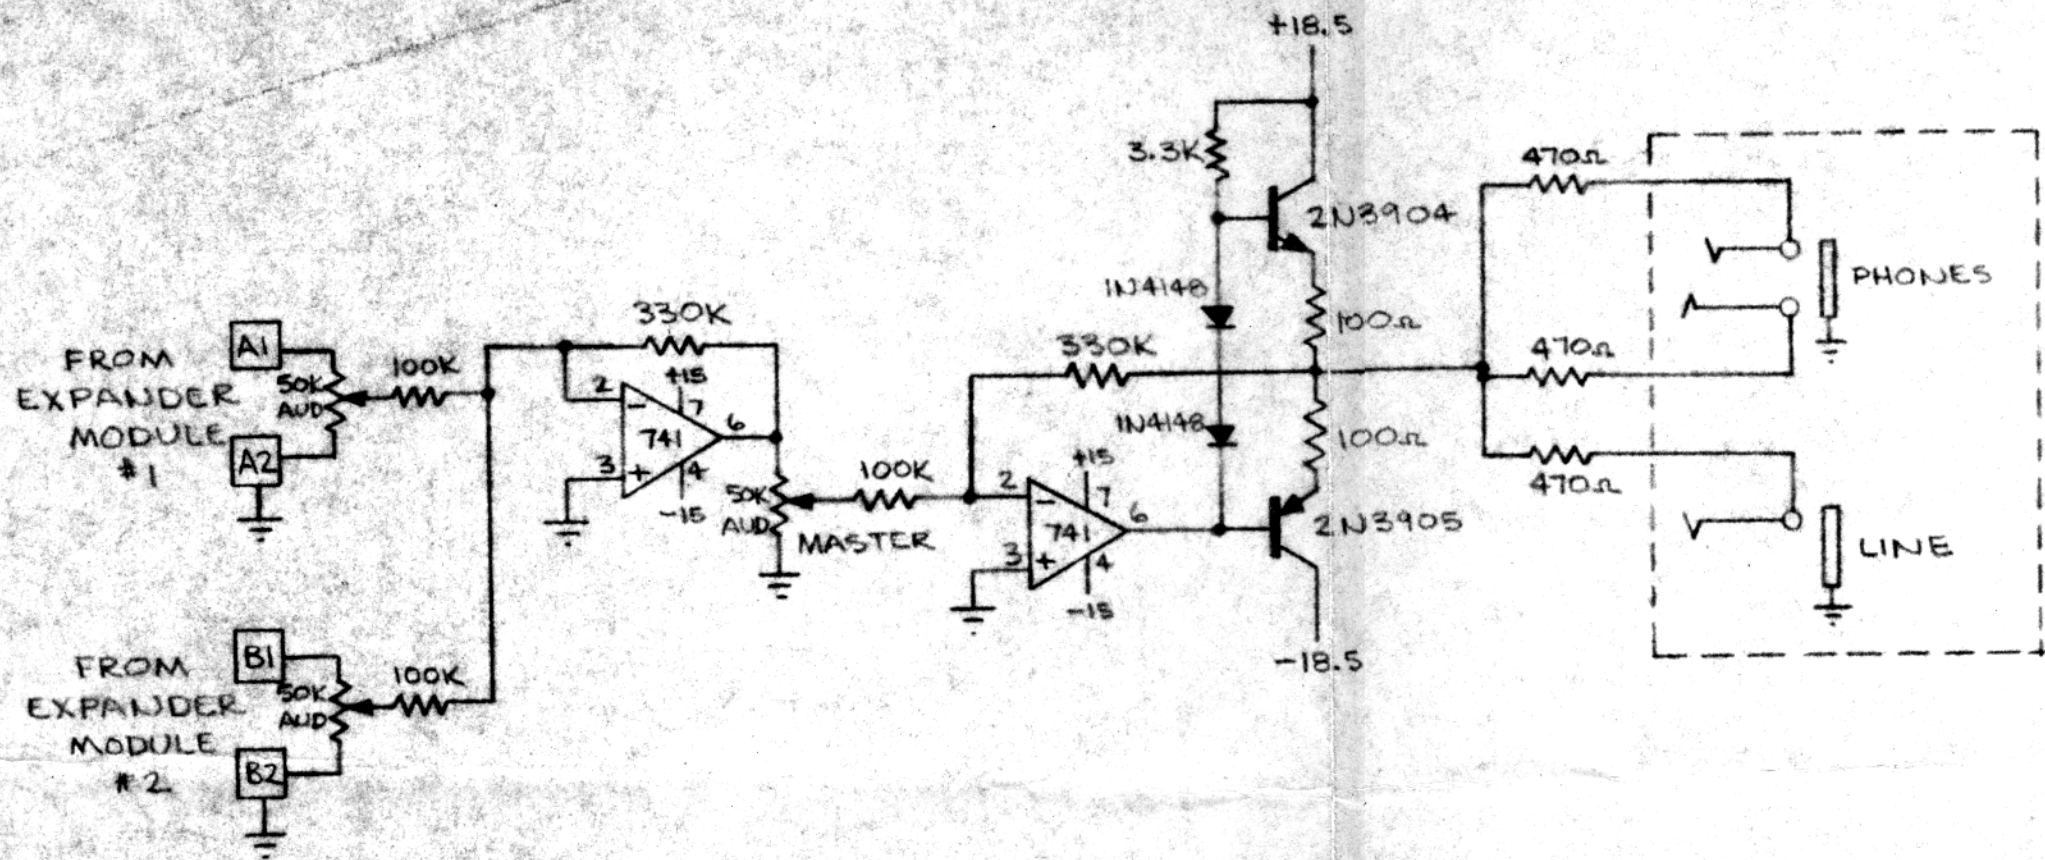 +18.5
3.3K
2N3904
1N4148
100Ω
330K
1N4148
100Ω
2N3905
-18.5
FROM
EXPANDER
MODULE
#1
A1
A2
50K
AUD
100K
330K
2
3
741
+15
7
6
4
-15
50K
AUD
MASTER
100K
2
3
741
+15
7
6
4
-15
470Ω
470Ω
470Ω
PHONES
LINE
FROM
EXPANDER
MODULE
#2
B1
B2
50K
AUD
100K